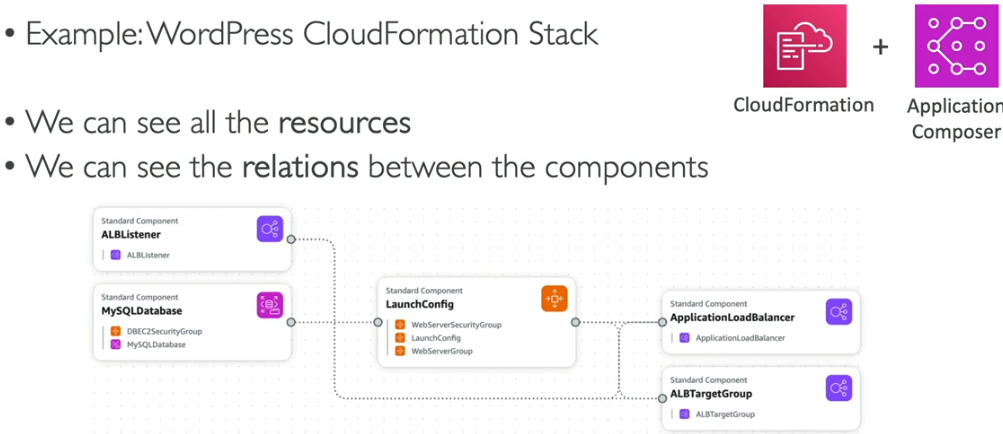 • Example: WordPress CloudFormation Stack
+
CloudFormation
Application
Composer
• We can see all the resources
• We can see the relations between the components
Standard Component
ALBListener
ALBListener
Standard Component
MySQLDatabase
DBEC2SecurityGroup
MySQLDatabase
Standard Component
LaunchConfig
WebServerSecurityGroup
LaunchConfig
WebServerGroup
Standard Component
ApplicationLoadBalancer
ApplicationLoadBalancer
Standard Component
ALBTargetGroup
ALBTargetGroup